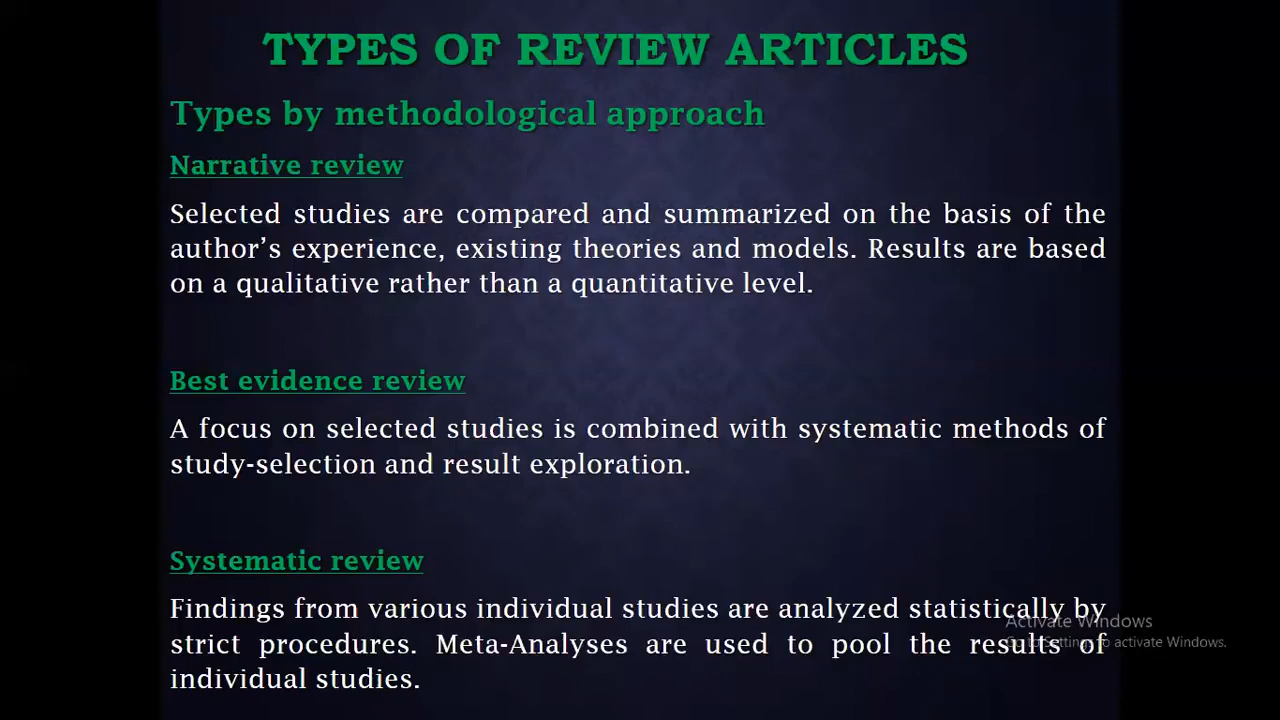 TYPES OF REVIEW ARTICLES
Types by methodological approach
Narrative review
Selected studies are compared and summarized on the basis of the
author’s experience, existing theories and models. Results are based
on a qualitative rather than a quantitative level.
Best evidence review
A focus on selected studies is combined with systematic methods of
study-selection and result exploration.
Systematic review
Findings from various individual studies are analyzed statistically by
strict procedures. Meta-Analyses are used to pool the results of
individual studies.
Activate Windows
Go to Settings to activate Windows.